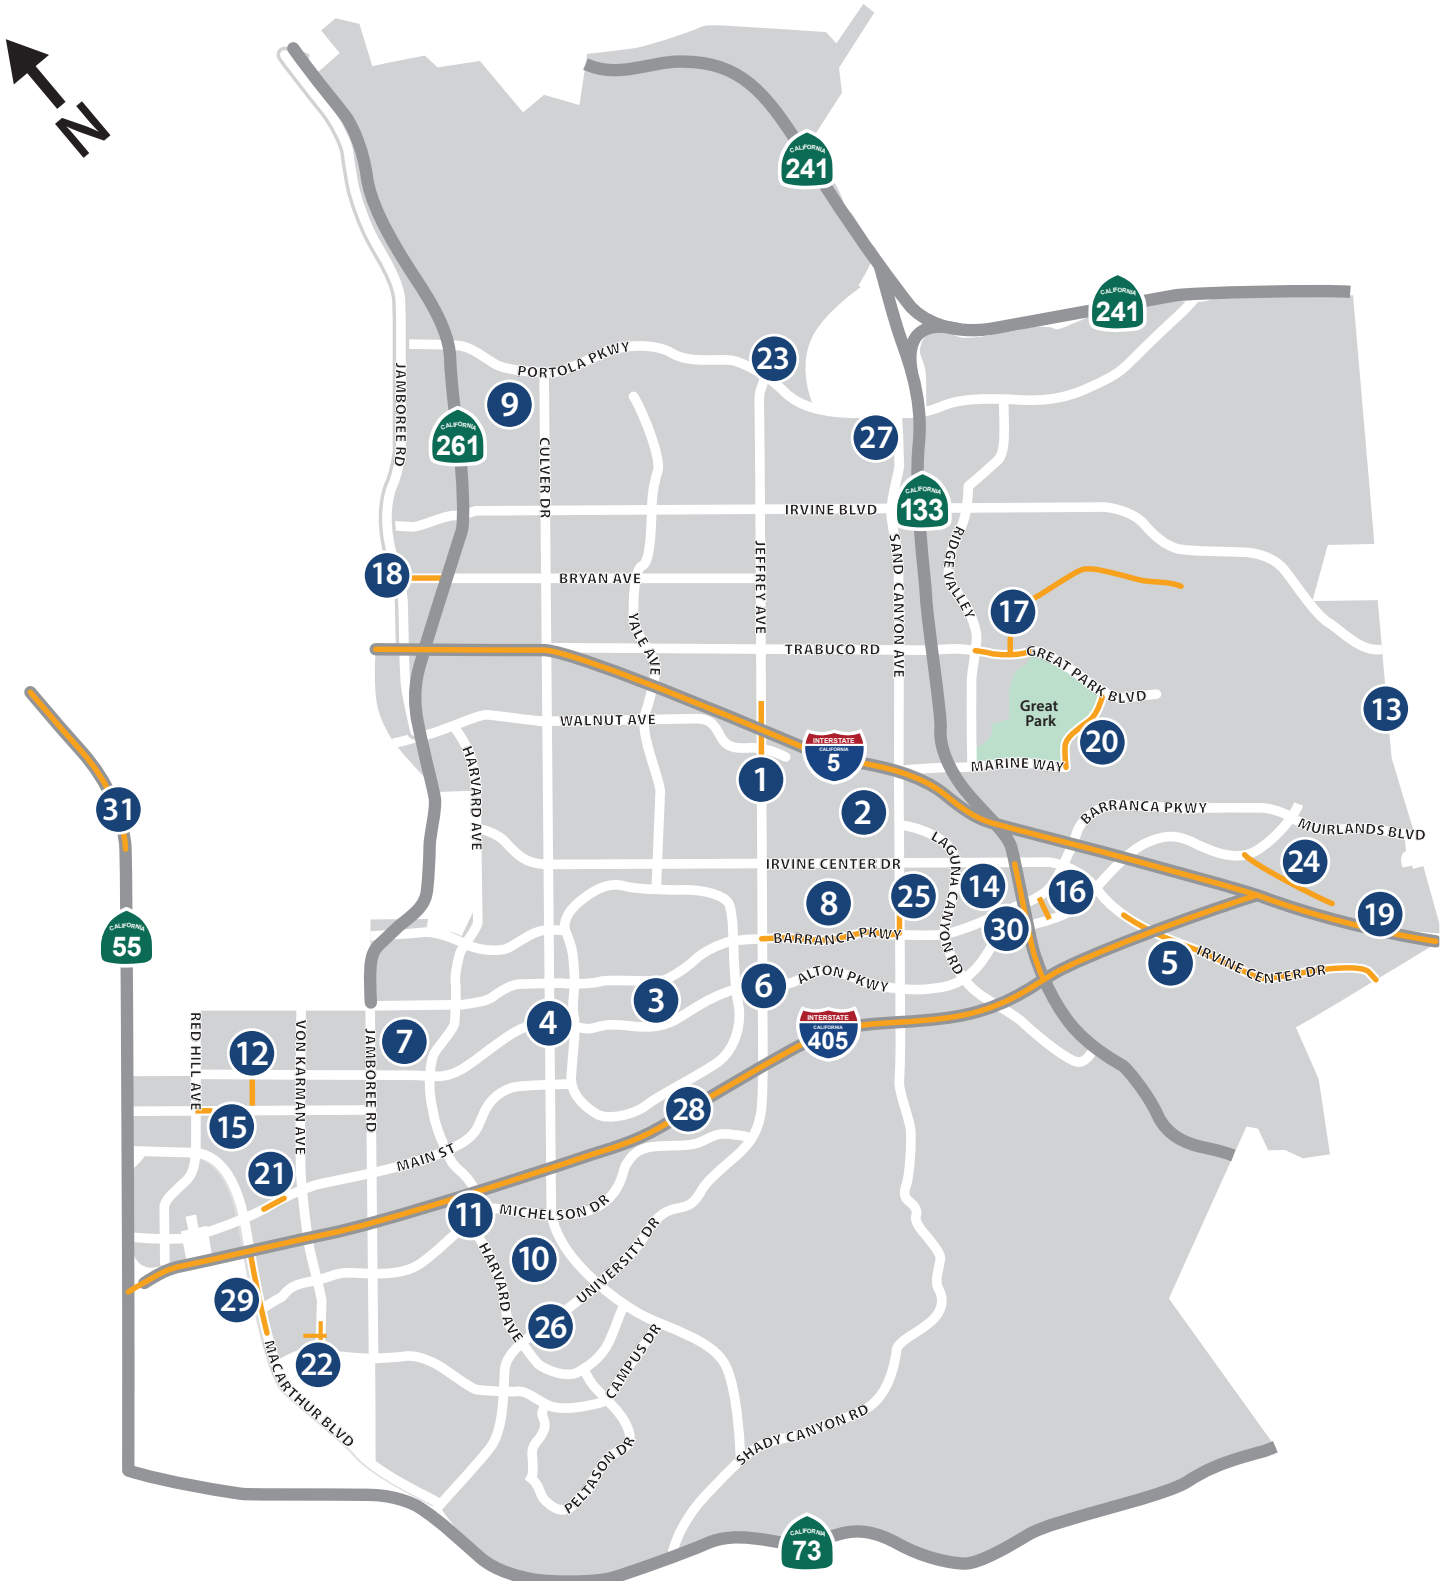 N
CALIFORNIA
241
CALIFORNIA
241
23
PORTOLA PKWY
9
JAMBOREE RD
CALIFORNIA
261
27
CULVER DR
CALIFORNIA
133
IRVINE BLVD
JEFFREY AVE
SAND CANYON AVE
RIDGE VALLEY
18
BRYAN AVE
17
YALE AVE
TRABUCO RD
GREAT PARK BLVD
Great
Park
13
WALNUT AVE
20
INTERSTATE
CALIFORNIA
5
MARINE WAY
HARVARD AVE
1
31
2
BARRANCA PKWY
MUIRLANDS BLVD
LAGUNA CANYON RD
IRVINE CENTER DR
24
14
16
25
8
19
30
CALIFORNIA
55
BARRANCA PKWY
5
IRVINE CENTER DR
ALTON PKWY
6
3
4
INTERSTATE
CALIFORNIA
405
RED HILL AVE
VON KARMAN AVE
JAMBOREE RD
7
12
28
15
MAIN ST
21
11
MICHELSON DR
UNIVERSITY DR
10
HARVARD AVE
29
26
CAMPUS DR
22
MACARTHUR BLVD
SHADY CANYON RD
PELTASON DR
CALIFORNIA
73